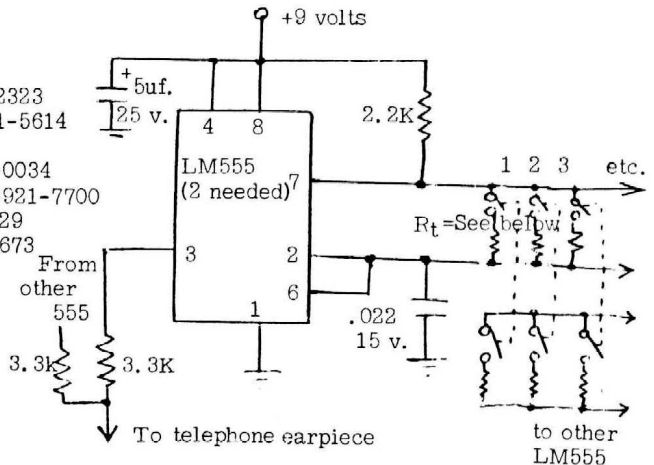 +9 volts
2323
+ 5uf.
-5614
25 v.
4
8
2.2K
-0034
LM555
(2 needed)
7
1 2 3 etc.
921-7700
29
Rt=See below
673
3
2
From
other
555
6
1
.022
15 v.
3.3k
3.3K
To telephone earpiece
to other
LM555